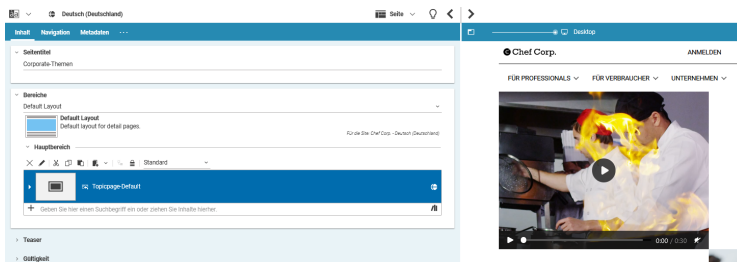 Deutsch (Deutschland)
Seite
Inhalt Navigation Metadaten ···
Desktop
Seitentitel
Corporate-Themen
Bereiche
Default Layout
Default Layout
Default layout for detail pages.
Für die Site: Chef Corp. - Deutsch (Deutschland)
Hauptbereich
Standard
Topicpage-Default
Geben Sie hier einen Suchbegriff ein oder ziehen Sie Inhalte hierher.
Teaser
Gültigkeit
Chef Corp.
ANMELDEN
FÜR PROFESSIONALS
FÜR VERBRAUCHER
UNTERNEHMEN
0:00 / 0:30